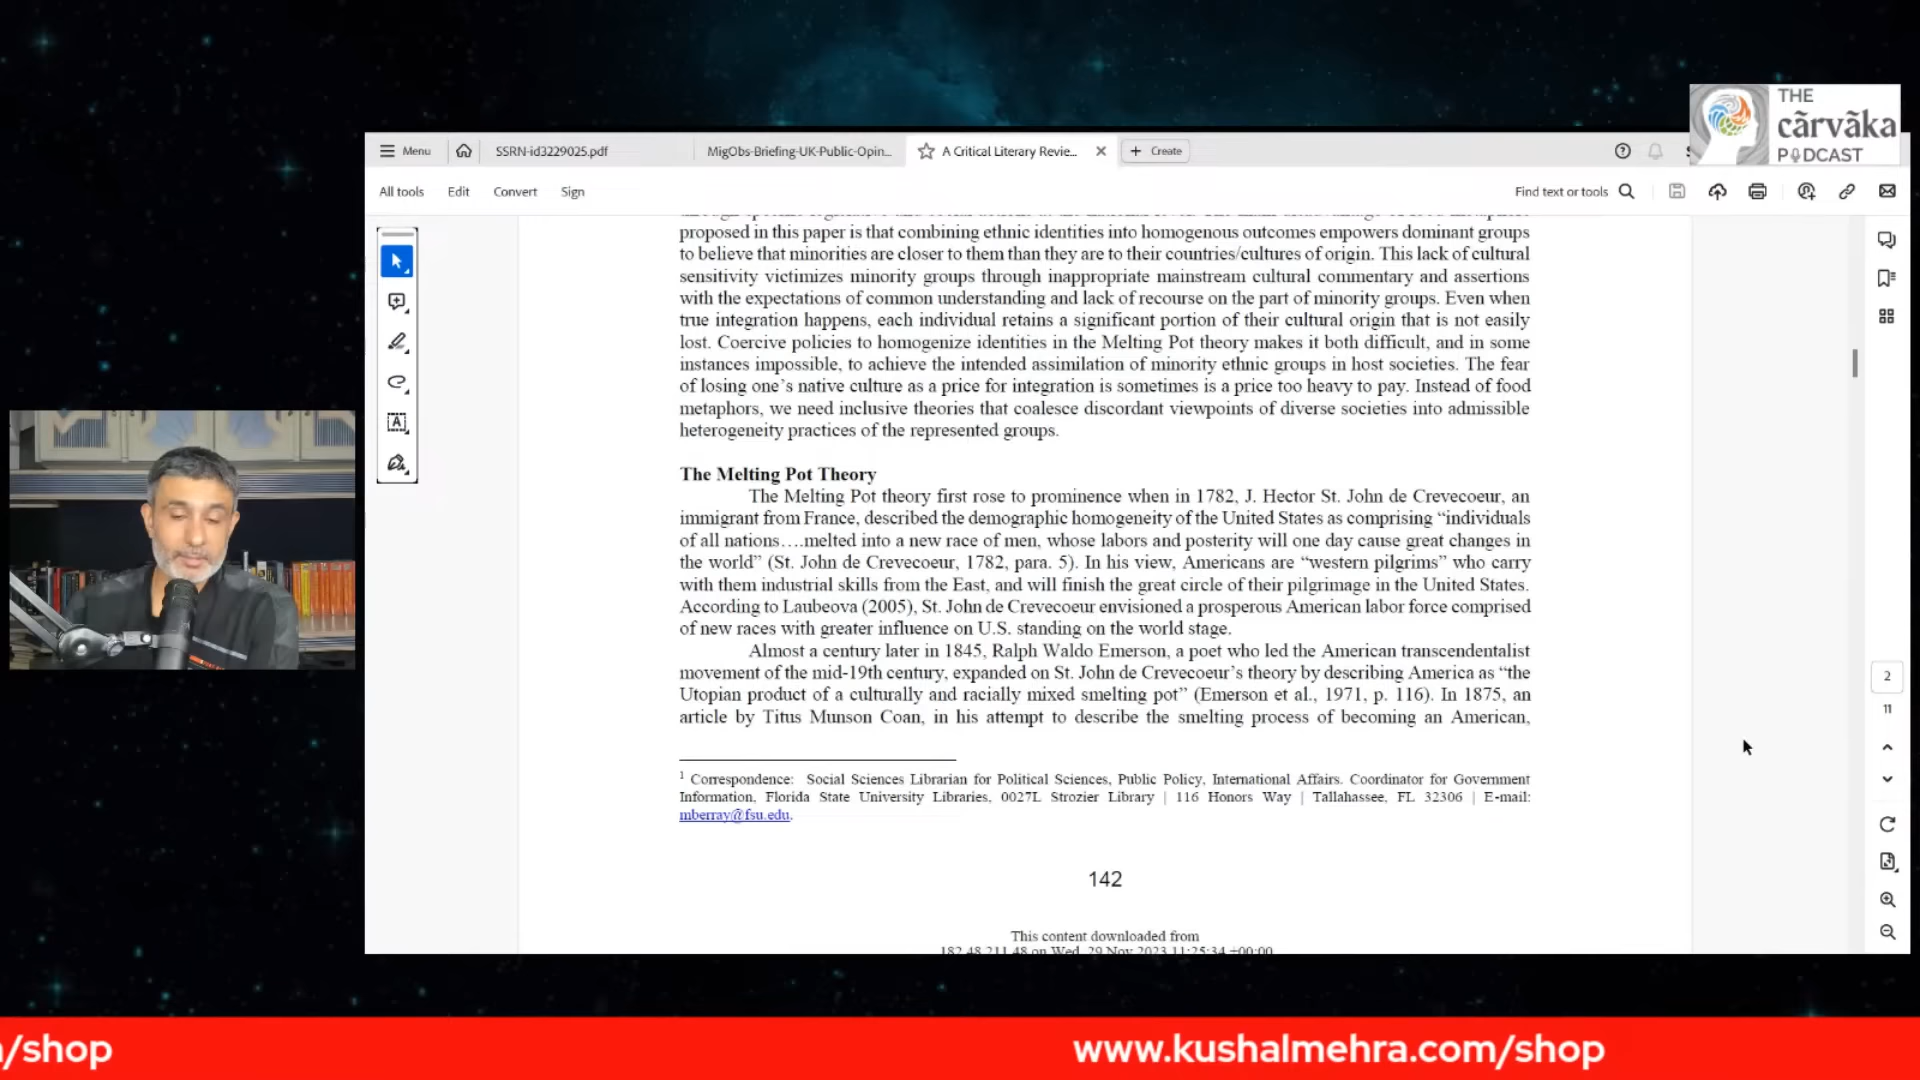 THE
cārvāka
PODCAST
Menu
SSRN-id3229025.pdf
MigObs-Briefing-UK-Public-Opin...
A Critical Literary Revie...
Create
All tools
Edit
Convert
Sign
Find text or tools
proposed in this paper is that combining ethnic identities into homogenous outcomes empowers dominant groups
to believe that minorities are closer to them than they are to their countries/cultures of origin. This lack of cultural
sensitivity victimizes minority groups through inappropriate mainstream cultural commentary and assertions
with the expectations of common understanding and lack of recourse on the part of minority groups. Even when
true integration happens, each individual retains a significant portion of their cultural origin that is not easily
lost. Coercive policies to homogenize identities in the Melting Pot theory makes it both difficult, and in some
instances impossible, to achieve the intended assimilation of minority ethnic groups in host societies. The fear
of losing one's native culture as a price for integration is sometimes is a price too heavy to pay. Instead of food
metaphors, we need inclusive theories that coalesce discordant viewpoints of diverse societies into admissible
heterogeneity practices of the represented groups.
The Melting Pot Theory
The Melting Pot theory first rose to prominence when in 1782, J. Hector St. John de Crevecoeur, an
immigrant from France, described the demographic homogeneity of the United States as comprising “individuals
of all nations….melted into a new race of men, whose labors and posterity will one day cause great changes in
the world” (St. John de Crevecoeur, 1782, para. 5). In his view, Americans are “western pilgrims” who carry
with them industrial skills from the East, and will finish the great circle of their pilgrimage in the United States.
According to Laubeova (2005), St. John de Crevecoeur envisioned a prosperous American labor force comprised
of new races with greater influence on U.S. standing on the world stage.
Almost a century later in 1845, Ralph Waldo Emerson, a poet who led the American transcendentalist
movement of the mid-19th century, expanded on St. John de Crevecoeur's theory by describing America as “the
Utopian product of a culturally and racially mixed smelting pot” (Emerson et al., 1971, p. 116). In 1875, an
article by Titus Munson Coan, in his attempt to describe the smelting process of becoming an American,
1 Correspondence: Social Sciences Librarian for Political Sciences, Public Policy, International Affairs. Coordinator for Government
Information, Florida State University Libraries, 0027L Strozier Library | 116 Honors Way | Tallahassee, FL 32306 | E-mail:
mberray@fsu.edu.
2
11
142
This content downloaded from
182.48.211.48 on Wed, 29 Nov 2023 11:25:34 +00:00
/shop
www.kushalmehra.com/shop